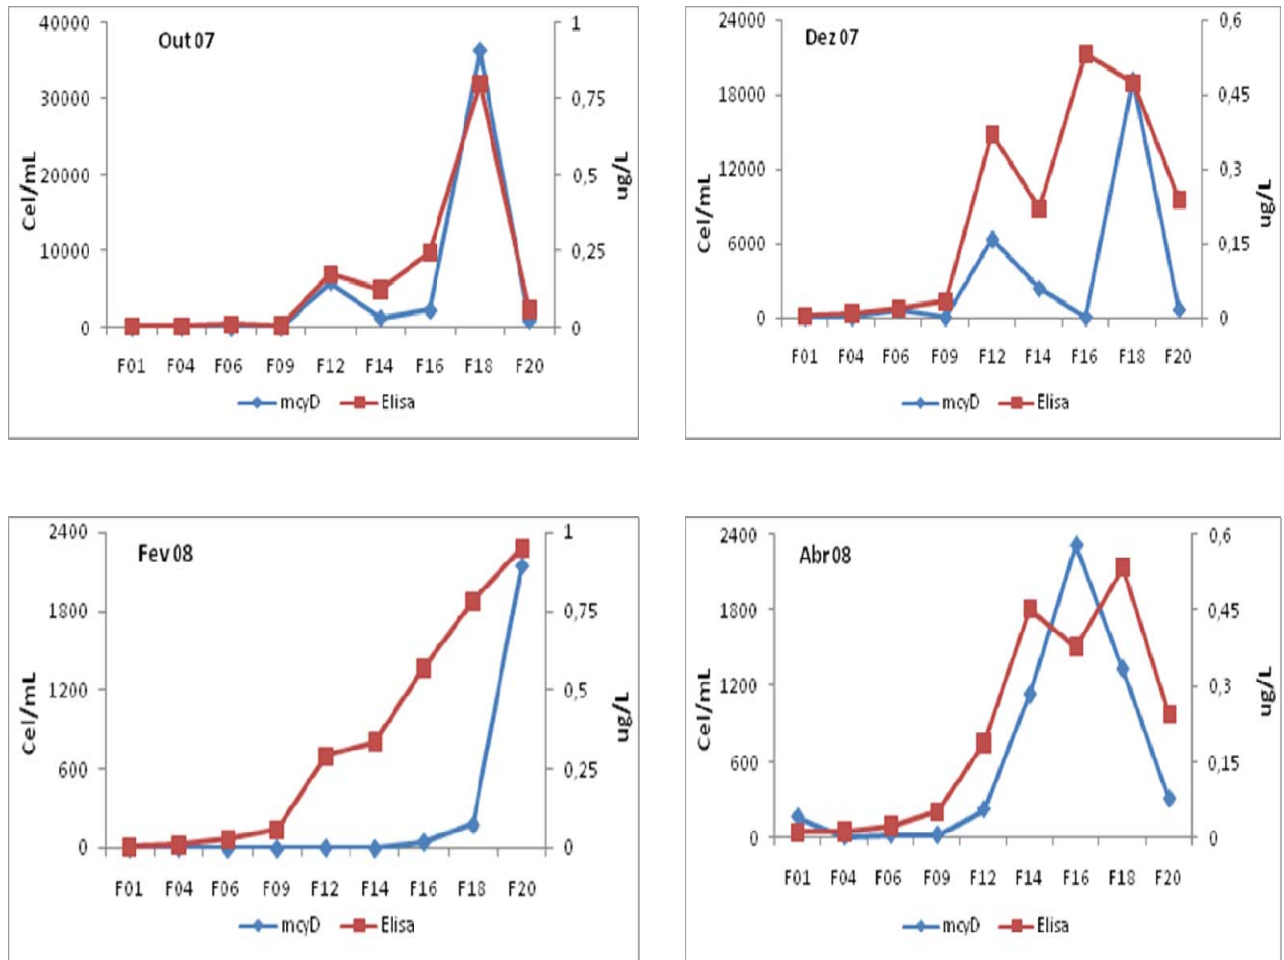 Out 07
Cel/mL
40000
30000
20000
10000
0
1
0,75
0,5
0,25
0
ug/L
F01 F04 F06 F09 F12 F14 F16 F18 F20
mcyD Elisa
Dez 07
Cel/mL
24000
18000
12000
6000
0
0,6
0,45
0,3
0,15
0
ug/L
F01 F04 F06 F09 F12 F14 F16 F18 F20
mcyD Elisa
Fev 08
Cel/mL
2400
1800
1200
600
0
1
0,75
0,5
0,25
0
ug/L
F01 F04 F06 F09 F12 F14 F16 F18 F20
mcyD Elisa
Abr 08
Cel/mL
2400
1800
1200
600
0
0,6
0,45
0,3
0,15
0
ug/L
F01 F04 F06 F09 F12 F14 F16 F18 F20
mcyD Elisa